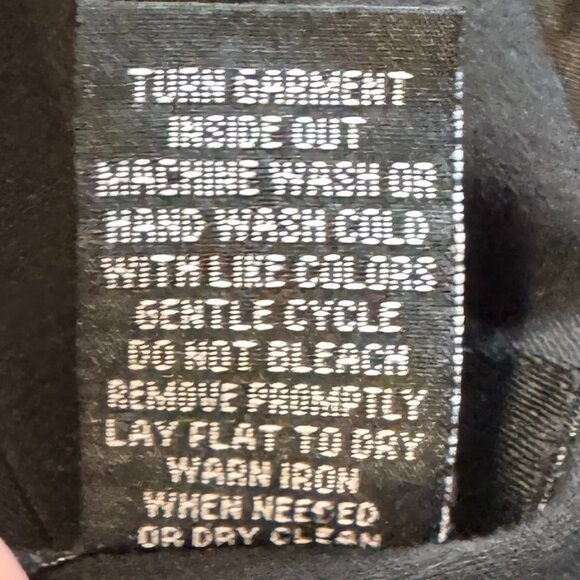 TURN GARMENT
INSIDE OUT
MACHINE WASH OR
HAND WASH COLD
WITH LIKE COLORS
GENTLE CYCLE
DO NOT BLEACH
REMOVE PROMPTLY
LAY FLAT TO DRY
WARN IRON
WHEN NEEDED
OR DRY CLEAN